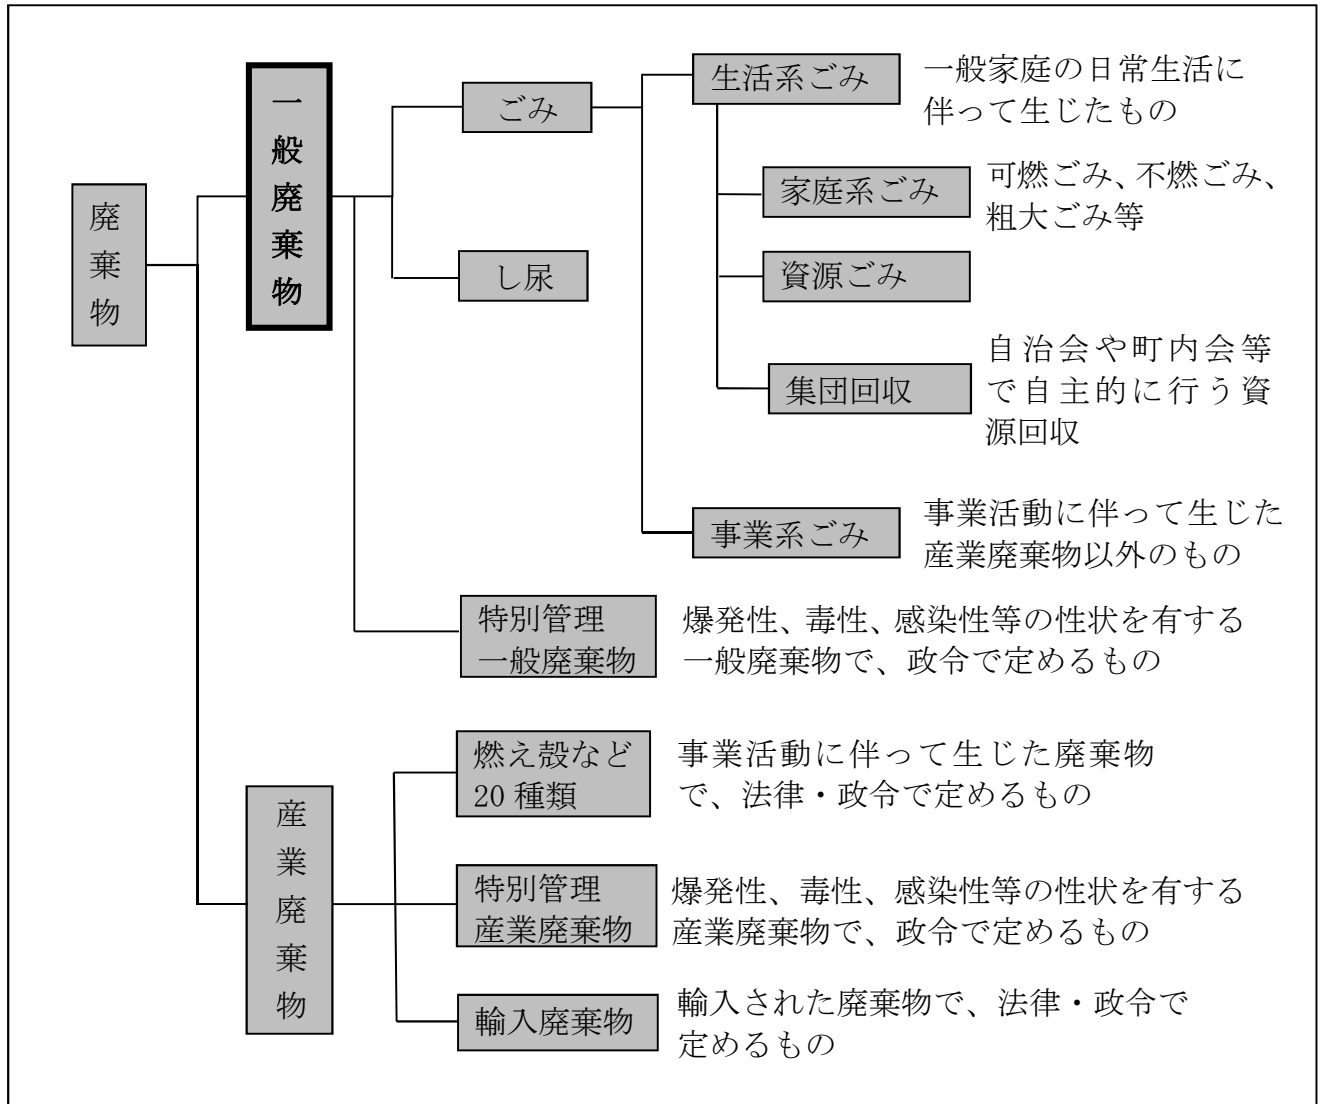 廃棄物
一般廃棄物
ごみ
生活系ごみ
一般家庭の日常生活に
伴って生じたもの
家庭系ごみ
可燃ごみ、不燃ごみ、
粗大ごみ等
資源ごみ
集団回収
自治会や町内会等
で自主的に行う資
源回収
事業系ごみ
事業活動に伴って生じた
産業廃棄物以外のもの
し尿
特別管理
一般廃棄物
爆発性、毒性、感染性等の性状を有する
一般廃棄物で、政令で定めるもの
産業廃棄物
燃え殻など
20 種類
事業活動に伴って生じた廃棄物
で、法律・政令で定めるもの
特別管理
産業廃棄物
爆発性、毒性、感染性等の性状を有する
産業廃棄物で、政令で定めるもの
輸入廃棄物
輸入された廃棄物で、法律・政令で
定めるもの